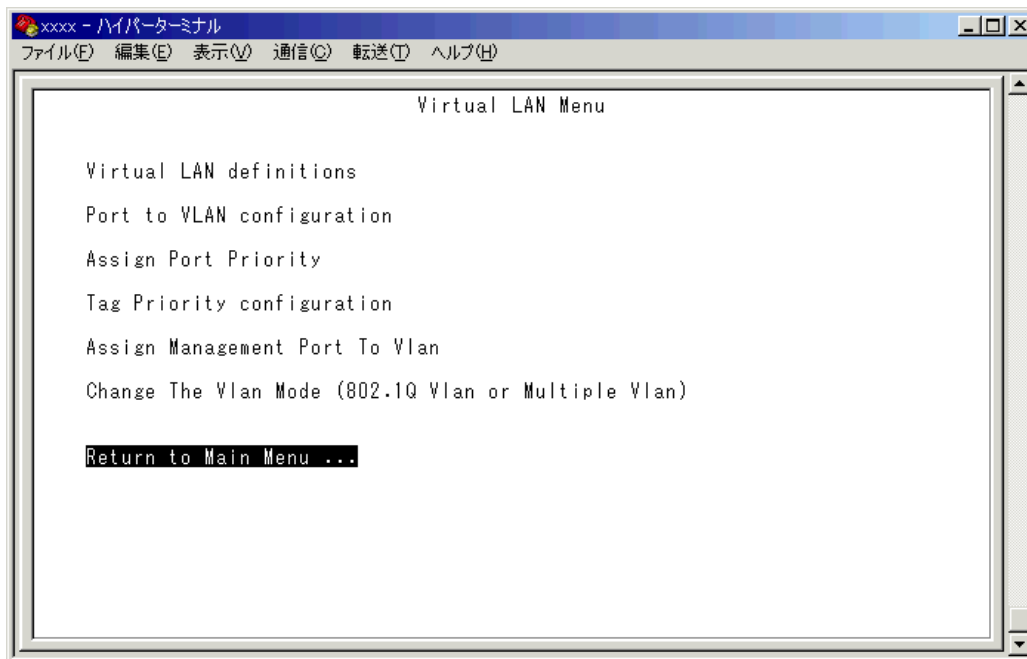 xxxx - ハイパーターミナル
ファイル(F) 編集(E) 表示(V) 通信(C) 転送(T) ヘルプ(H)
Virtual LAN Menu
Virtual LAN definitions
Port to VLAN configuration
Assign Port Priority
Tag Priority configuration
Assign Management Port To Vlan
Change The Vlan Mode (802.1Q Vlan or Multiple Vlan)
Return to Main Menu ...